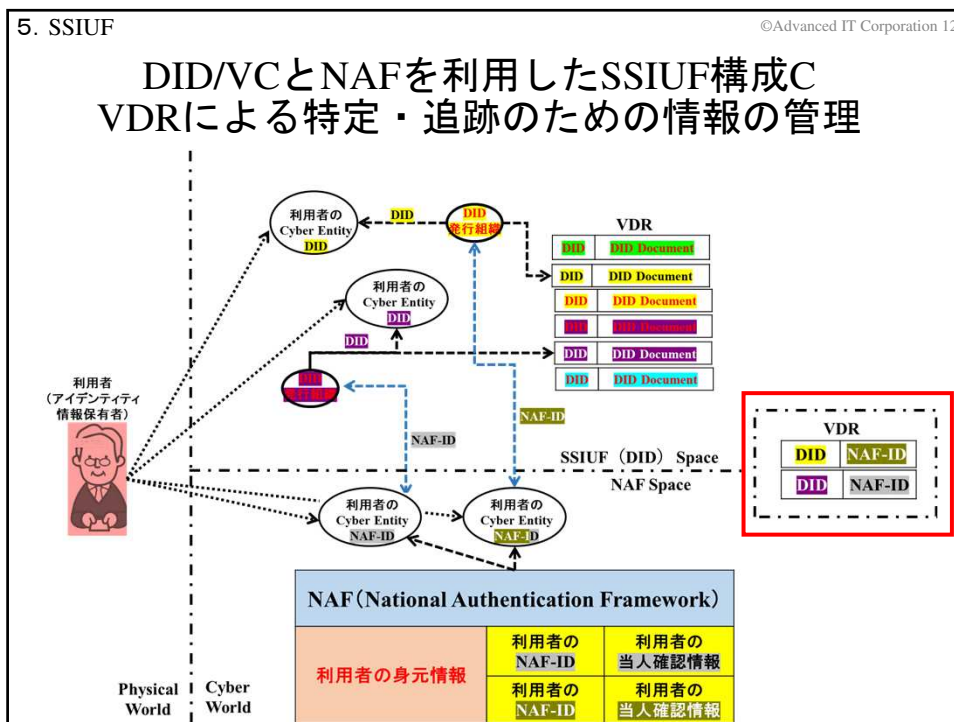 5. SSIUF
©Advanced IT Corporation 12
DID/VCとNAFを利用したSSIUF構成C
VDRによる特定・追跡のための情報の管理
利用者の
Cyber Entity
DID
DID
DID
発行組織
VDR
DID DID Document
DID DID Document
DID DID Document
DID DID Document
DID DID Document
DID DID Document
利用者の
Cyber Entity
DID
DID
DID
発行組織
利用者
(アイデンティティ
情報保有者)
NAF-ID
NAF-ID
SSIUF(DID) Space
NAF Space
VDR
DID NAF-ID
DID NAF-ID
利用者の
Cyber Entity
NAF-ID
利用者の
Cyber Entity
NAF-ID
NAF(National Authentication Framework)
利用者の身元情報
利用者の
NAF-ID
利用者の
当人確認情報
利用者の
NAF-ID
利用者の
当人確認情報
Physical
World
Cyber
World